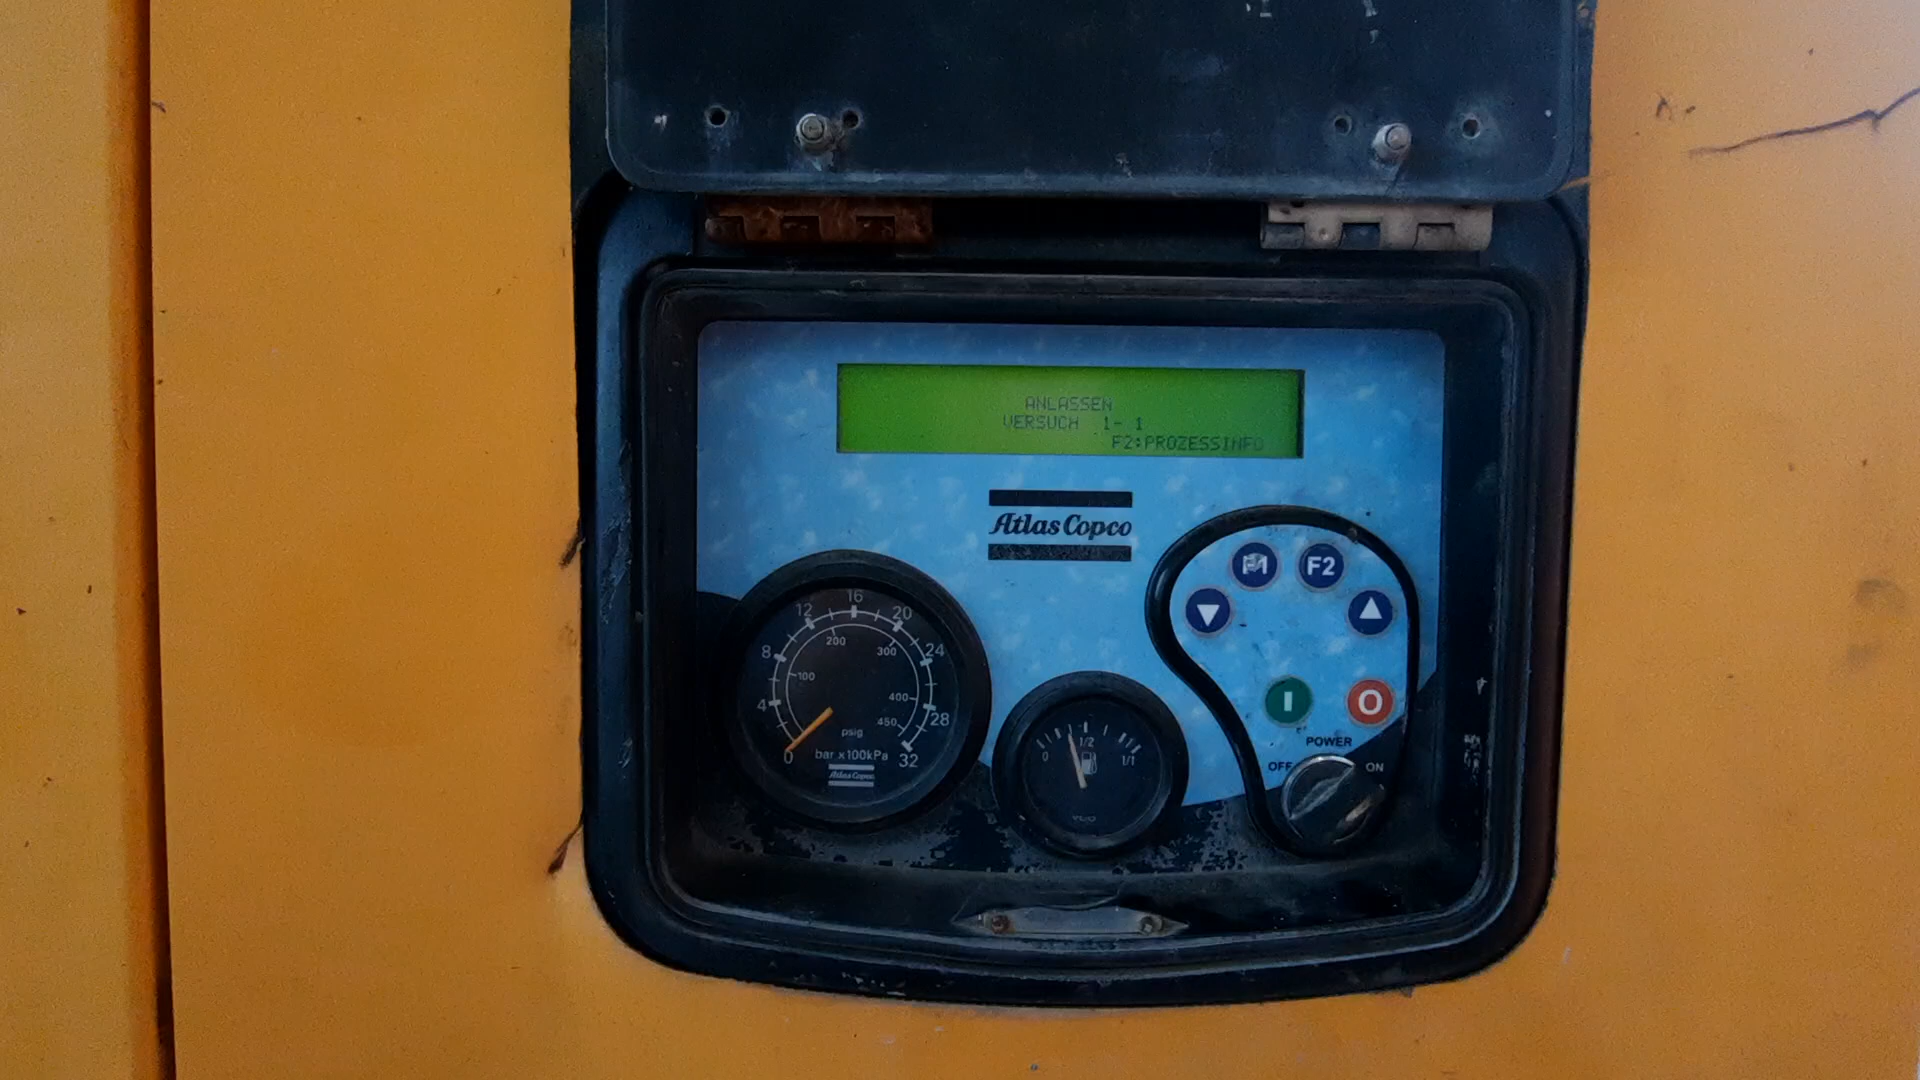 ANLASSEN
VERSUCH 1- 1
F2:PROZESSINFO
Atlas Copco
F1 F2
I O
POWER
OFF ON
0 4 8 12 16 20 24 28 32
100 200 300 400 450
psig
bar x100kPa
Atlas Copco
0 1/2 1/1